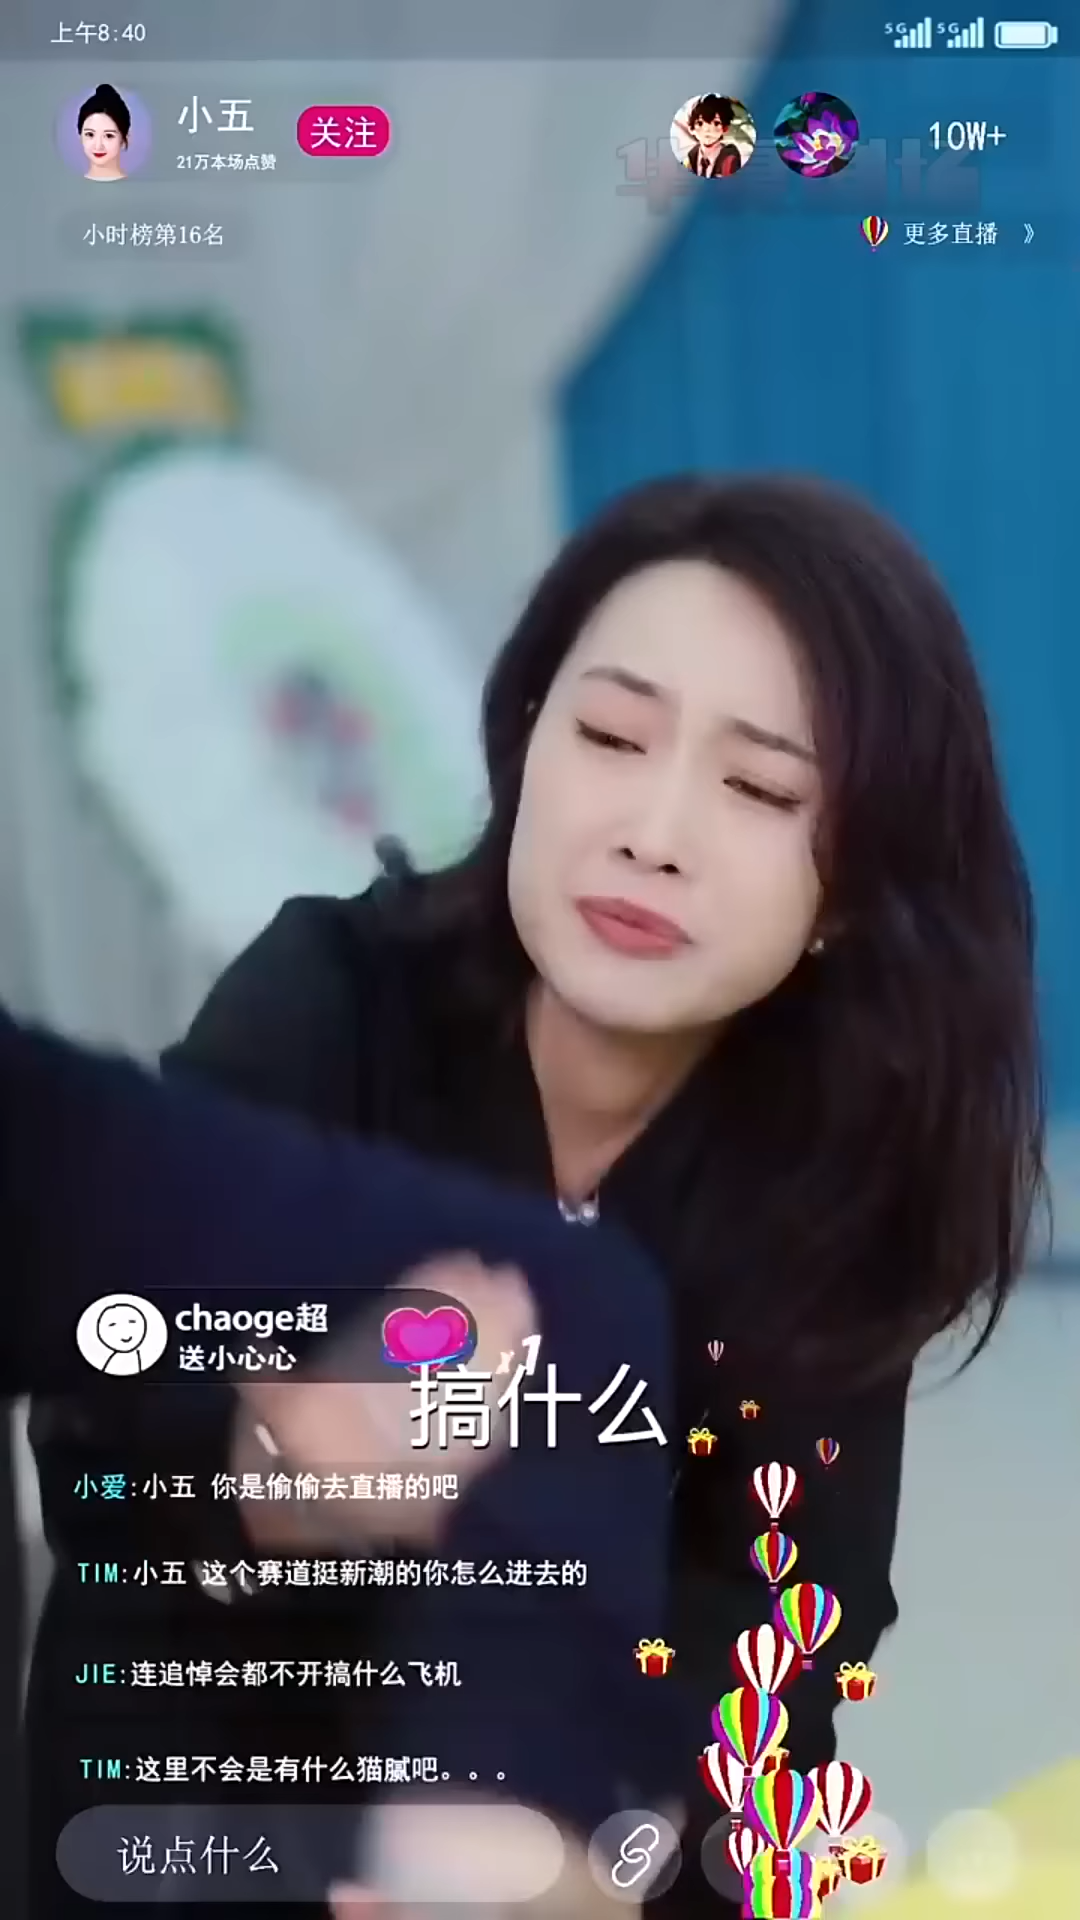 上午8:40
5G 5G
小五
21万本场点赞
关注
10W+
小时榜第16名
更多直播 》
chaoge超
送小心心
x1
搞什么
小爱:小五 你是偷偷去直播的吧
TIM:小五 这个赛道挺新潮的你怎么进去的
JIE:连追悼会都不开搞什么飞机
TIM:这里不会是有什么猫腻吧。。。
说点什么